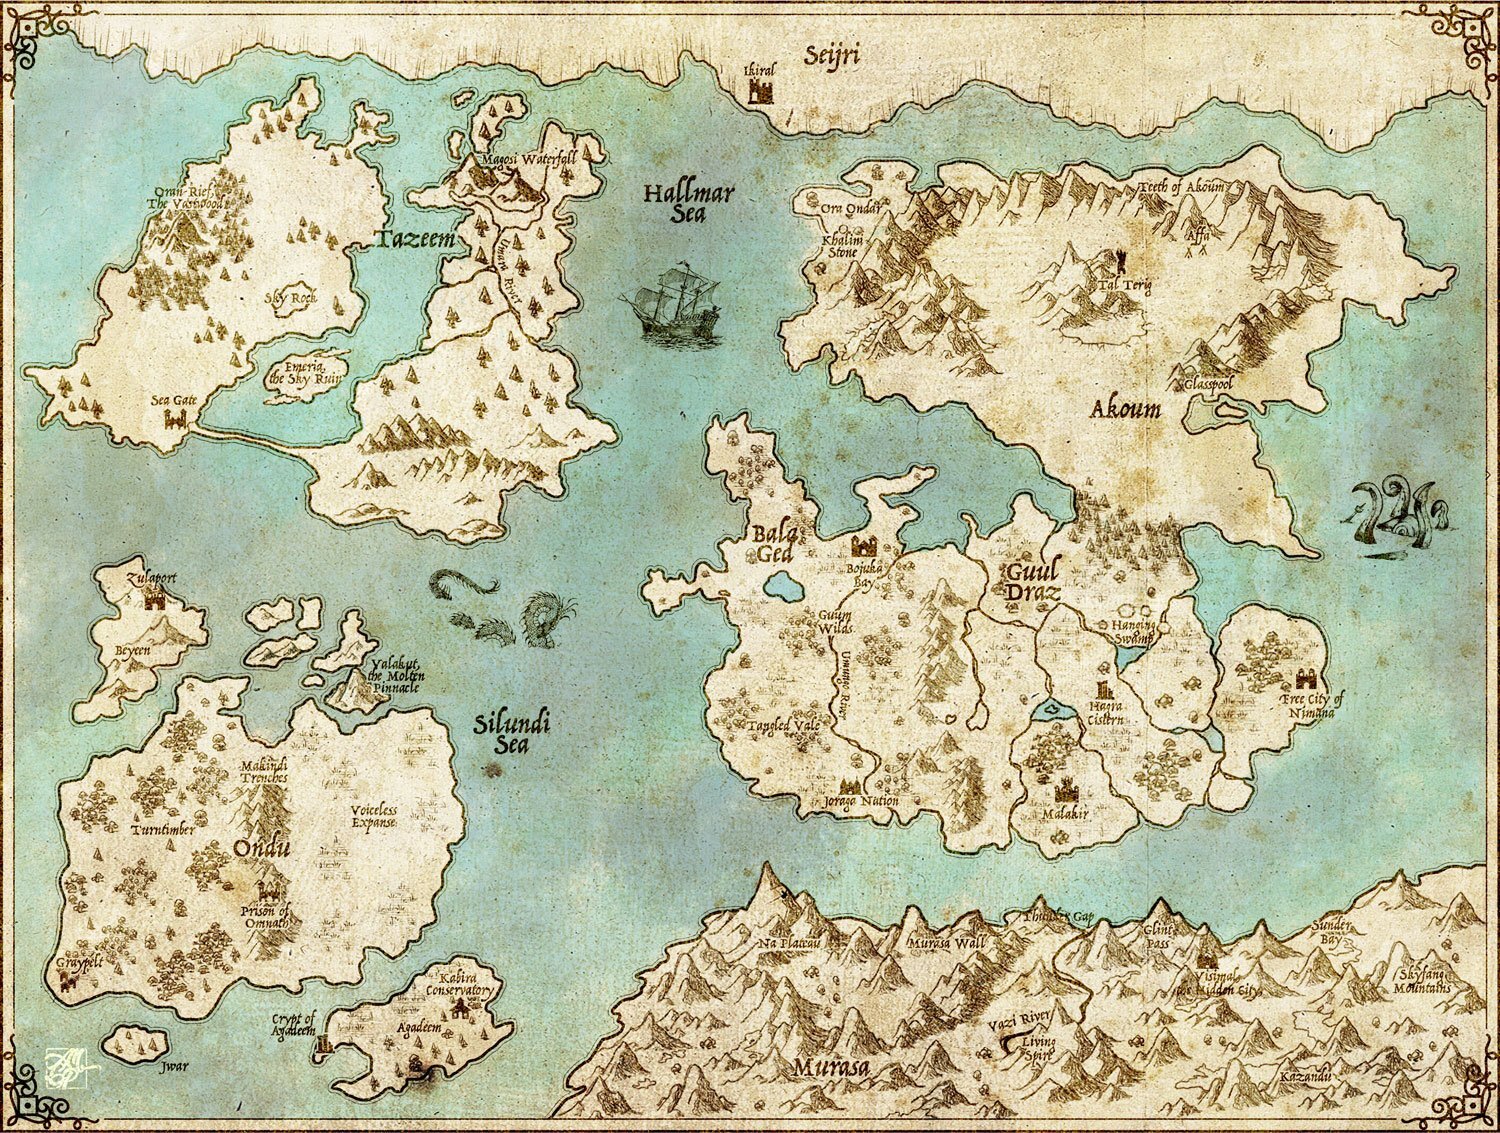 Seijri
Ikiral
Magosi Waterfall
Oran-Rief,
The Vastwood
Hallmar
Sea
Teeth of Akoum
Ora Ondar
Khalim
Stone
Affa
Tazeem
Umara River
Tal Terig
Sky Rock
Emeria,
the Sky Ruin
Sea Gate
Glasspool
Akoum
Bala
Ged
Bojuka
Bay
Guul
Draz
Zulaport
Beyeen
Guum
Wilds
Hanging
Swamp
Umung River
Valakut,
the Molten
Pinnacle
Hagra
Cistern
Free City of
Nimana
Silundi
Sea
Tangled Vale
Makindi
Trenches
Voiceless
Expanse
Joraga Nation
Malakir
Turntimber
Ondu
Prison of
Omnath
Graypelt
Thunder Gap
Na Plateau
Murasa Wall
Glint
Pass
Sunder
Bay
Visimal
the Hidden City
Skyfang
Mountains
Kabira
Conservatory
Crypt of
Agadeem
Agadeem
Vazi River
Living
Spire
Jwar
Murasa
Kazandu